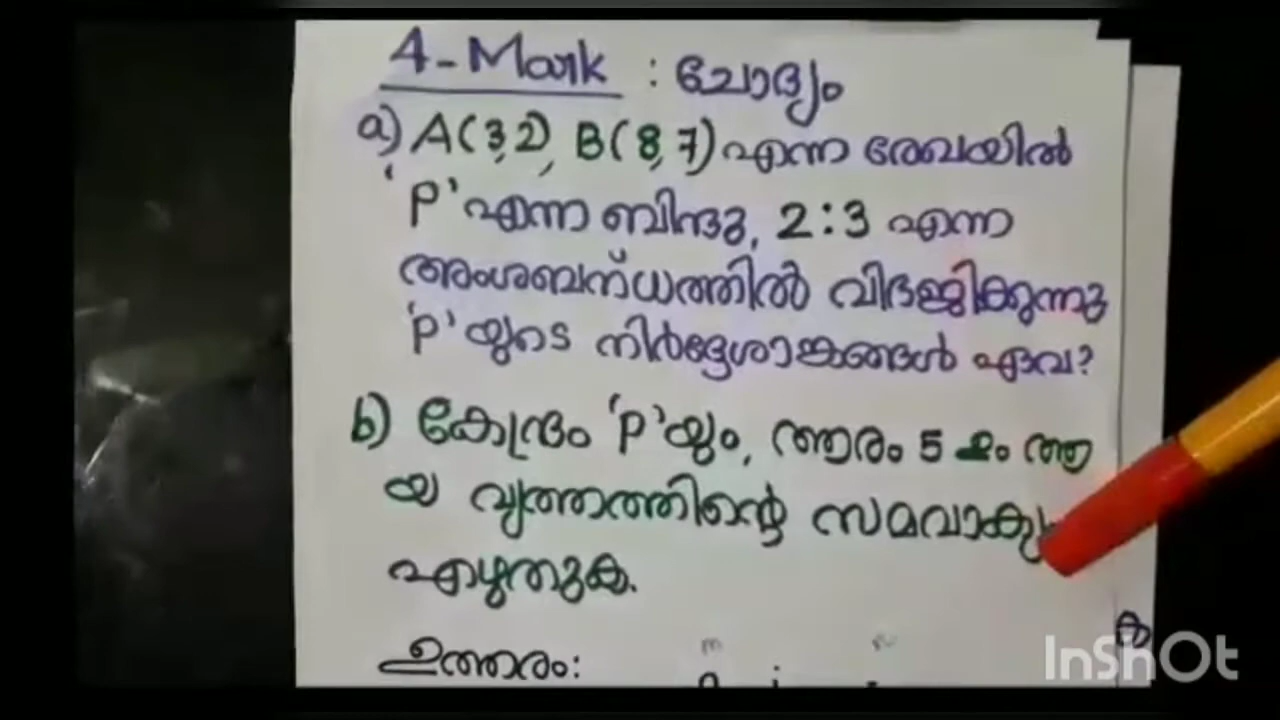 4-Mark : ചോദ്യം
a) A(3,2), B(8,7) എന്ന രേഖയിൽ
'P' എന്ന ബിന്ദു, 2:3 എന്ന
അംശബന്ധത്തിൽ വിഭജിക്കുന്നു
'P' യുടെ നിർദ്ദേശാങ്കങ്ങൾ ഏവ?
b) കേന്ദ്രം 'P' യും, ആരം 5 ഉം ആ
യ വൃത്തത്തിന്റെ സമവാക്യം
എഴുതുക.
ഉത്തരം:
ക
InShOt